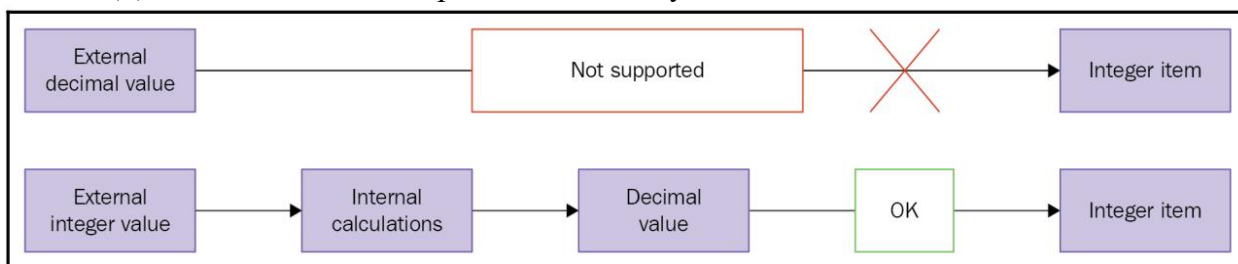 External
decimal value
Not supported
Integer item
External
integer value
Internal
calculations
Decimal
value
OK
Integer item